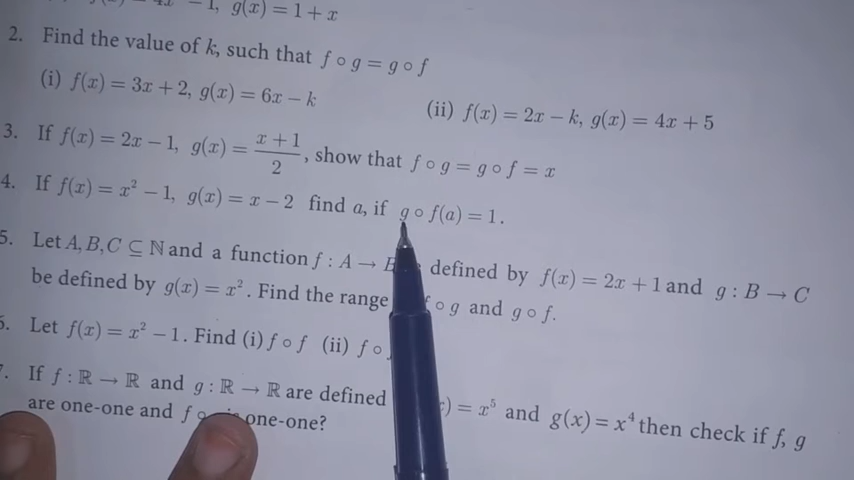 − 1, g(x) = 1 + x
2. Find the value of k, such that f ∘ g = g ∘ f
(i) f(x) = 3x + 2, g(x) = 6x − k (ii) f(x) = 2x − k, g(x) = 4x + 5
3. If f(x) = 2x − 1, g(x) = (x + 1)/2, show that f ∘ g = g ∘ f = x
4. If f(x) = x² − 1, g(x) = x − 2 find a, if g ∘ f(a) = 1.
5. Let A, B, C ⊆ ℕ and a function f : A → B defined by f(x) = 2x + 1 and g : B → C
be defined by g(x) = x². Find the range ∘ g and g ∘ f.
6. Let f(x) = x² − 1. Find (i) f ∘ f (ii) f ∘
7. If f : ℝ → ℝ and g : ℝ → ℝ are defined ) = x⁵ and g(x) = x⁴ then check if f, g
are one-one and f ∘ one-one?